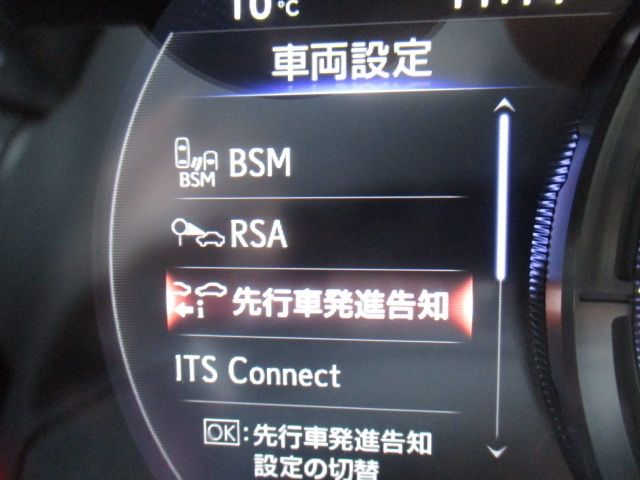 10℃
車両設定
BSM BSM
RSA
先行車発進告知
ITS Connect
OK:先行車発進告知
設定の切替